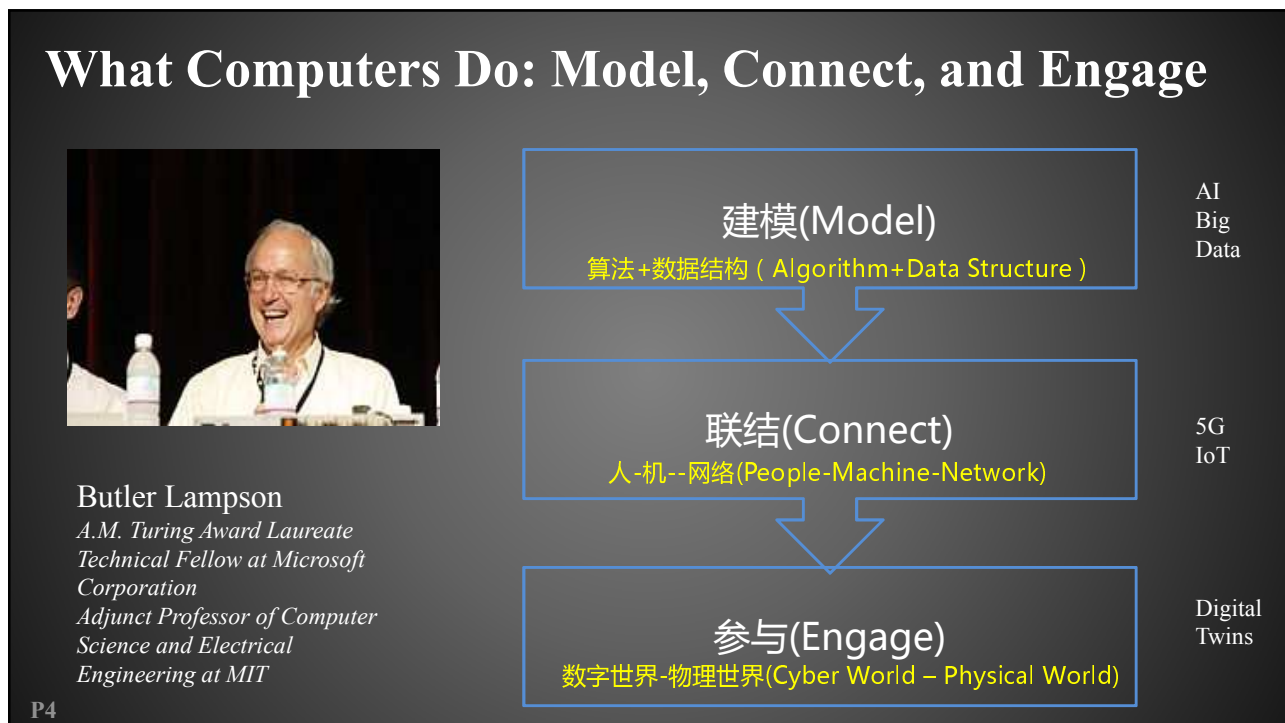 What Computers Do: Model, Connect, and Engage
建模(Model)
算法+数据结构（Algorithm+Data Structure）
AI
Big
Data
联结(Connect)
人-机--网络(People-Machine-Network)
5G
IoT
Butler Lampson
A.M. Turing Award Laureate
Technical Fellow at Microsoft
Corporation
Adjunct Professor of Computer
Science and Electrical
Engineering at MIT
参与(Engage)
数字世界-物理世界(Cyber World – Physical World)
Digital
Twins
P4